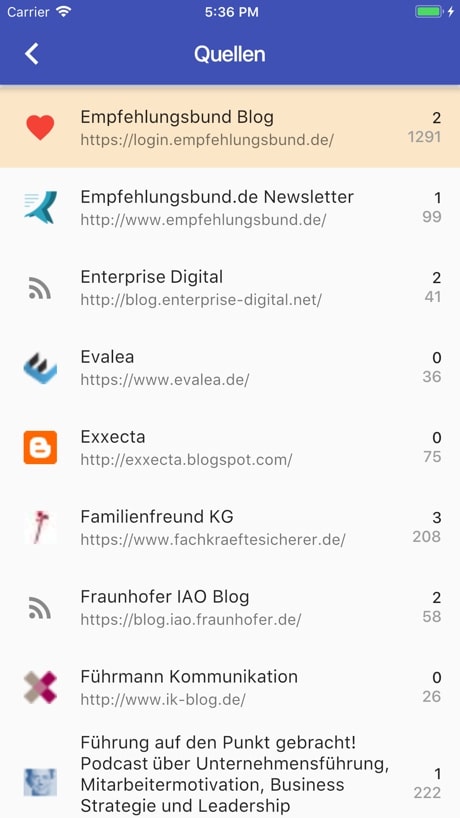 Carrier 5:36 PM
Quellen
Empfehlungsbund Blog 2
https://login.empfehlungsbund.de/ 1291
Empfehlungsbund.de Newsletter 1
http://www.empfehlungsbund.de/ 99
Enterprise Digital 2
http://blog.enterprise-digital.net/ 41
Evalea 0
https://www.evalea.de/ 36
Exxecta 0
http://exxecta.blogspot.com/ 75
Familienfreund KG 3
https://www.fachkraeftesicherer.de/ 208
Fraunhofer IAO Blog 2
https://blog.iao.fraunhofer.de/ 58
Führmann Kommunikation 0
http://www.ik-blog.de/ 26
Führung auf den Punkt gebracht!
Podcast über Unternehmensführung,
Mitarbeitermotivation, Business 1
Strategie und Leadership 222